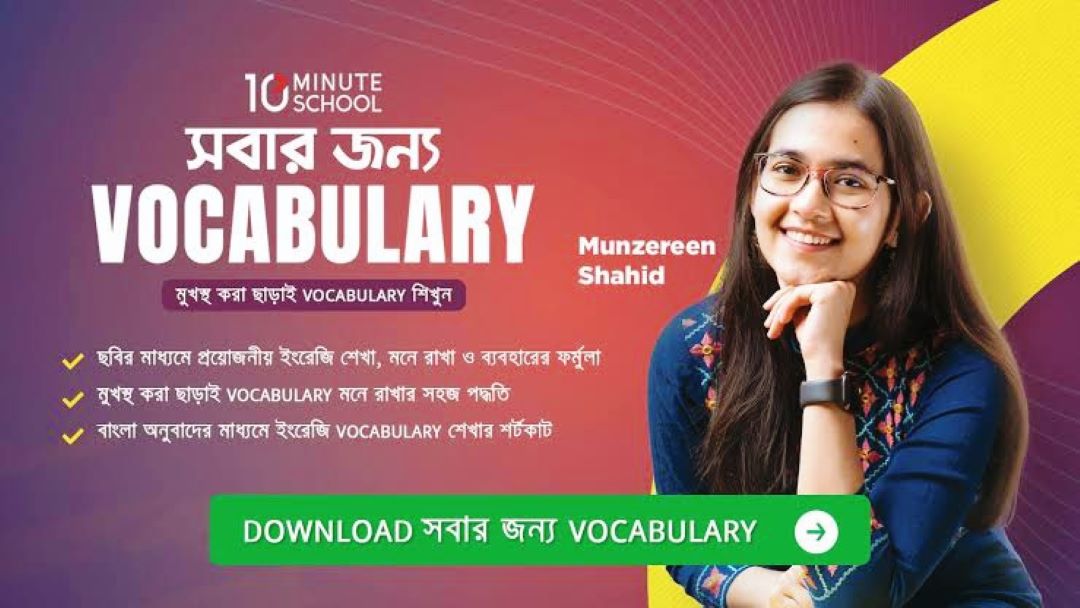 10 MINUTE
SCHOOL
সবার জন্য
VOCABULARY
মুখস্থ করা ছাড়াই VOCABULARY শিখুন
Munzereen
Shahid
ছবির মাধ্যমে প্রয়োজনীয় ইংরেজি শেখা, মনে রাখা ও ব্যবহারের ফর্মুলা
মুখস্থ করা ছাড়াই VOCABULARY মনে রাখার সহজ পদ্ধতি
বাংলা অনুবাদের মাধ্যমে ইংরেজি VOCABULARY শেখার শর্টকাট
DOWNLOAD সবার জন্য VOCABULARY